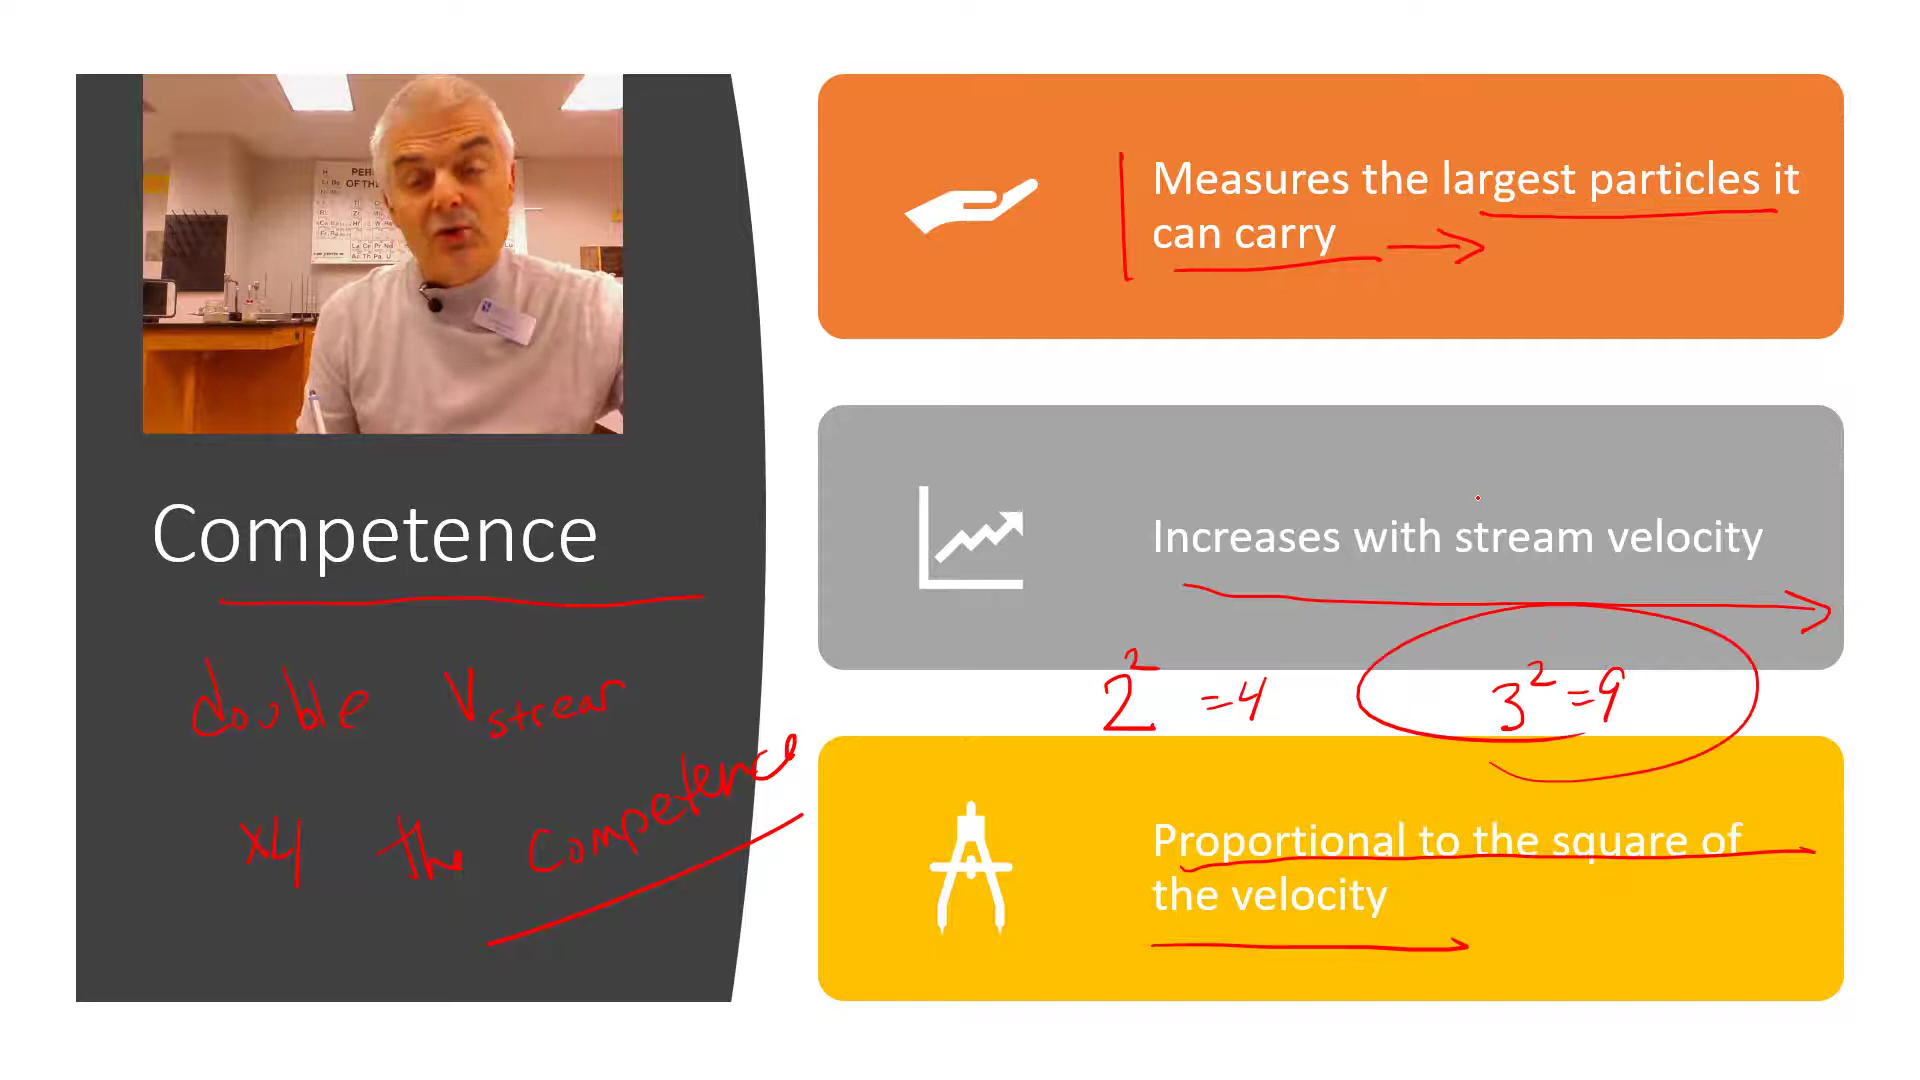 Competence
double Vstream
x4 the Competence
Measures the largest particles it
can carry
Increases with stream velocity
2² =4 3² =9
Proportional to the square of
the velocity